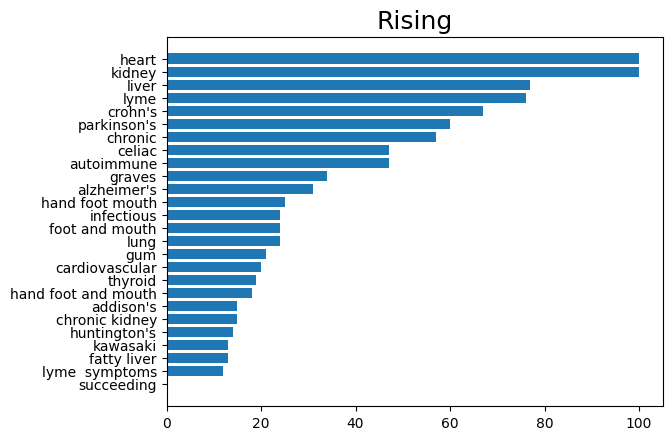 Rising
heart
kidney
liver
lyme
crohn's
parkinson's
chronic
celiac
autoimmune
graves
alzheimer's
hand foot mouth
infectious
foot and mouth
lung
gum
cardiovascular
thyroid
hand foot and mouth
addison's
chronic kidney
huntington's
kawasaki
fatty liver
lyme  symptoms
succeeding
0 20 40 60 80 100